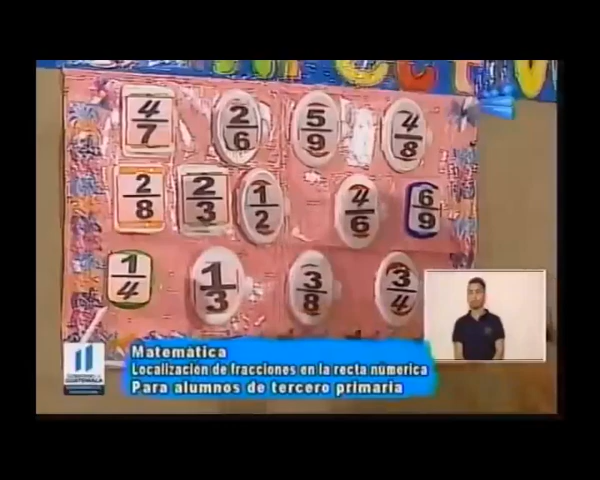 4/7 2/6 5/9 4/8
2/8 2/3 1/2 4/6 6/9
1/4 1/3 3/8 3/4
Matemática
Localización de fracciones en la recta númerica
Para alumnos de tercero primaria
GUATEMALA